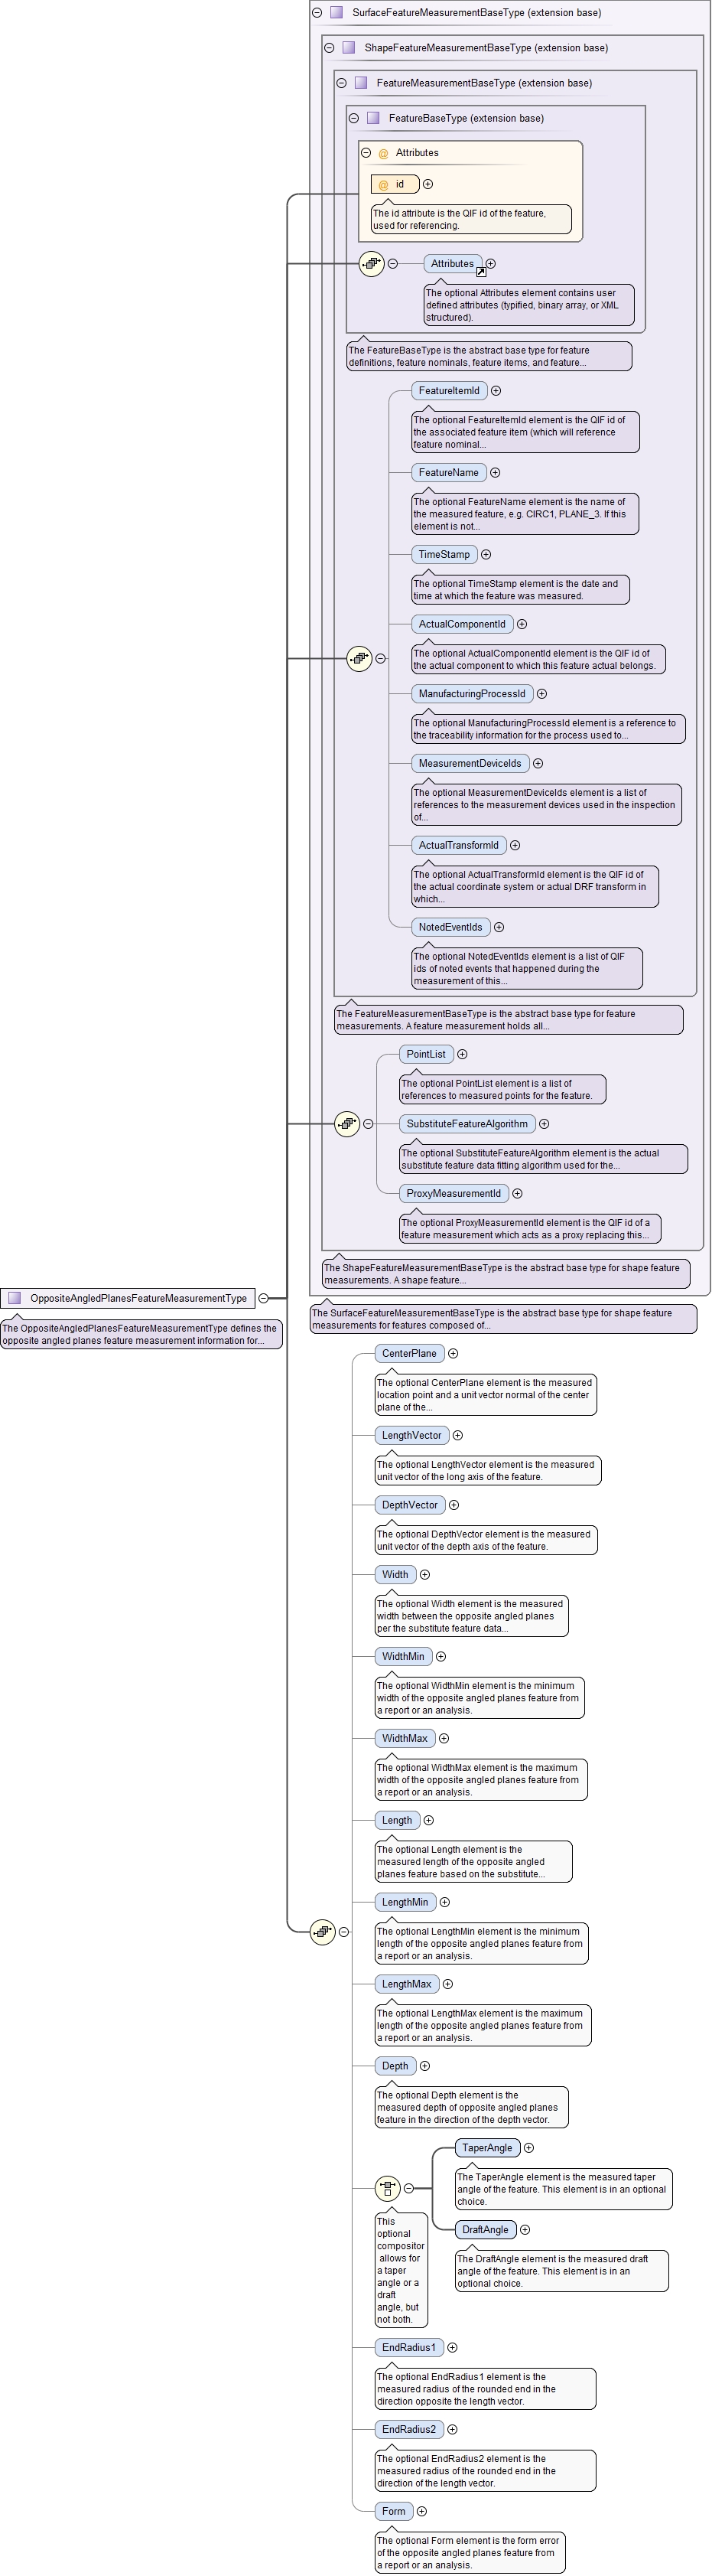 SurfaceFeatureMeasurementBaseType (extension base)
ShapeFeatureMeasurementBaseType (extension base)
FeatureMeasurementBaseType (extension base)
FeatureBaseType (extension base)
@ Attributes
@ id
The id attribute is the QIF id of the feature,
used for referencing.
Attributes
The optional Attributes element contains user
defined attributes (typified, binary array, or XML
structured).
The FeatureBaseType is the abstract base type for feature
definitions, feature nominals, feature items, and feature...
FeatureItemId
The optional FeatureItemId element is the QIF id of
the associated feature item (which will reference
feature nominal...
FeatureName
The optional FeatureName element is the name of
the measured feature, e.g. CIRC1, PLANE_3. If this
element is not...
TimeStamp
The optional TimeStamp element is the date and
time at which the feature was measured.
ActualComponentId
The optional ActualComponentId element is the QIF id of
the actual component to which this feature actual belongs.
ManufacturingProcessId
The optional ManufacturingProcessId element is a reference to
the traceability information for the process used to...
MeasurementDeviceIds
The optional MeasurementDeviceIds element is a list of
references to the measurement devices used in the inspection
of...
ActualTransformId
The optional ActualTransformId element is the QIF id of
the actual coordinate system or actual DRF transform in
which...
NotedEventIds
The optional NotedEventIds element is a list of QIF
ids of noted events that happened during the
measurement of this...
The FeatureMeasurementBaseType is the abstract base type for feature
measurements. A feature measurement holds all...
PointList
The optional PointList element is a list of
references to measured points for the feature.
SubstituteFeatureAlgorithm
The optional SubstituteFeatureAlgorithm element is the actual
substitute feature data fitting algorithm used for the...
ProxyMeasurementId
The optional ProxyMeasurementId element is the QIF id of a
feature measurement which acts as a proxy replacing this...
The ShapeFeatureMeasurementBaseType is the abstract base type for shape feature
measurements. A shape feature...
OppositeAngledPlanesFeatureMeasurementType
The OppositeAngledPlanesFeatureMeasurementType defines the
opposite angled planes feature measurement information for...
The SurfaceFeatureMeasurementBaseType is the abstract base type for shape feature
measurements for features composed of...
CenterPlane
The optional CenterPlane element is the measured
location point and a unit vector normal of the center
plane of the...
LengthVector
The optional LengthVector element is the measured
unit vector of the long axis of the feature.
DepthVector
The optional DepthVector element is the measured
unit vector of the depth axis of the feature.
Width
The optional Width element is the measured
width between the opposite angled planes
per the substitute feature data...
WidthMin
The optional WidthMin element is the minimum
width of the opposite angled planes feature from
a report or an analysis.
WidthMax
The optional WidthMax element is the maximum
width of the opposite angled planes feature from
a report or an analysis.
Length
The optional Length element is the
measured length of the opposite angled
planes feature based on the substitute...
LengthMin
The optional LengthMin element is the minimum
length of the opposite angled planes feature from
a report or an analysis.
LengthMax
The optional LengthMax element is the maximum
length of the opposite angled planes feature from
a report or an analysis.
Depth
The optional Depth element is the
measured depth of opposite angled planes
feature in the direction of the depth vector.
TaperAngle
The TaperAngle element is the measured taper
angle of the feature. This element is in an optional
choice.
DraftAngle
The DraftAngle element is the measured draft
angle of the feature. This element is in an
optional choice.
This
optional
compositor
allows for
a taper
angle or a
draft
angle, but
not both.
EndRadius1
The optional EndRadius1 element is the
measured radius of the rounded end in the
direction opposite the length vector.
EndRadius2
The optional EndRadius2 element is the
measured radius of the rounded end in the
direction of the length vector.
Form
The optional Form element is the form error
of the opposite angled planes feature from
a report or an analysis.